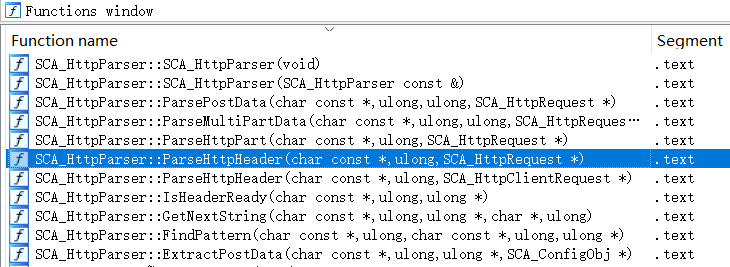 Functions window
Function name Segment
SCA_HttpParser::SCA_HttpParser(void) .text
SCA_HttpParser::SCA_HttpParser(SCA_HttpParser const &) .text
SCA_HttpParser::ParsePostData(char const *,ulong,ulong,SCA_HttpRequest *) .text
SCA_HttpParser::ParseMultiPartData(char const *,ulong,ulong,SCA_HttpReques… .text
SCA_HttpParser::ParseHttpPart(char const *,ulong,SCA_HttpRequest *) .text
SCA_HttpParser::ParseHttpHeader(char const *,ulong,SCA_HttpRequest *) .text
SCA_HttpParser::ParseHttpHeader(char const *,ulong,SCA_HttpClientRequest *) .text
SCA_HttpParser::IsHeaderReady(char const *,ulong,ulong *) .text
SCA_HttpParser::GetNextString(char const *,ulong,ulong *,char *,ulong) .text
SCA_HttpParser::FindPattern(char const *,ulong,char const *,ulong,ulong *) .text
SCA_HttpParser::ExtractPostData(char const *,ulong,ulong *,SCA_ConfigObj *) .text